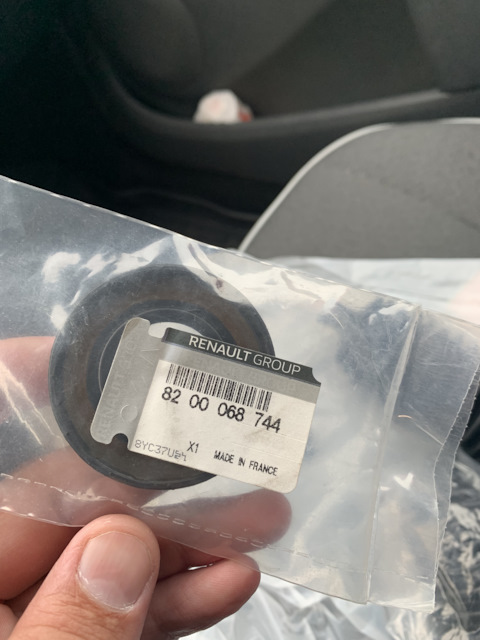 RENAULT GROUP
82 00 068 744
X1 MADE IN FRANCE